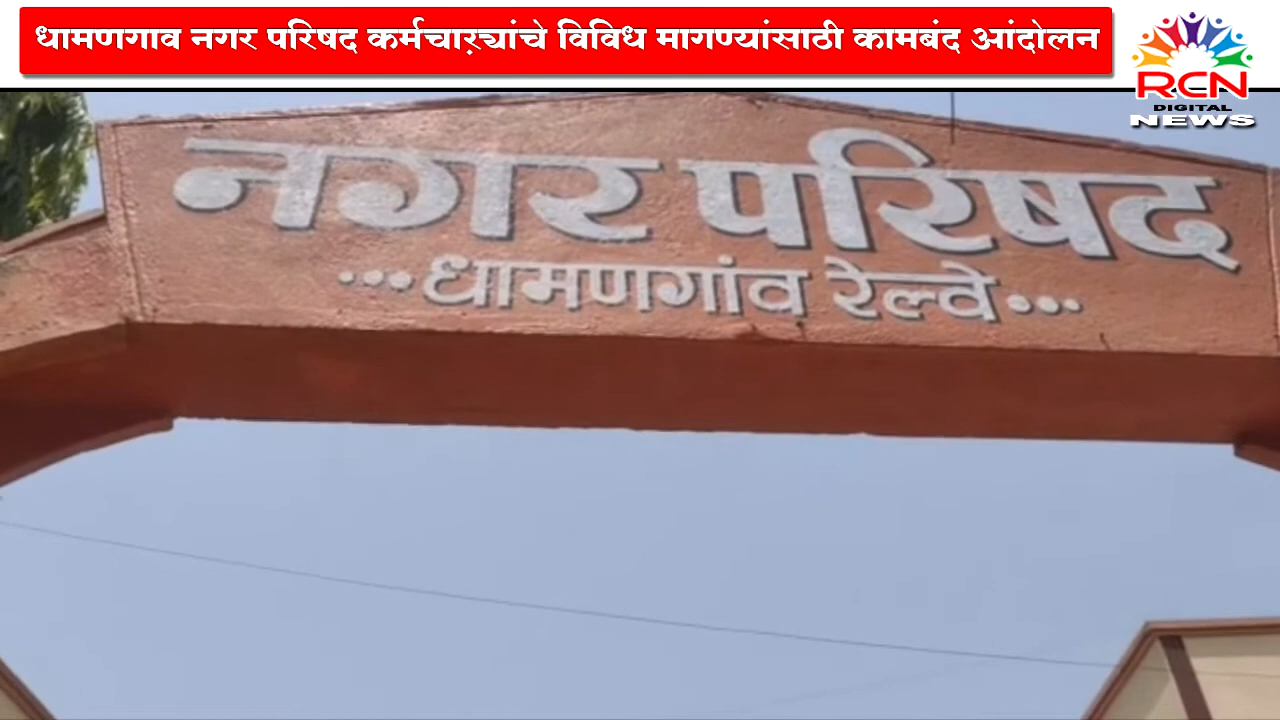 धामणगाव नगर परिषद कर्मचाऱ्यांचे विविध मागण्यांसाठी कामबंद आंदोलन
RCN
DIGITAL
NEWS
नगर परिषद
...धामणगांव रेल्वे...